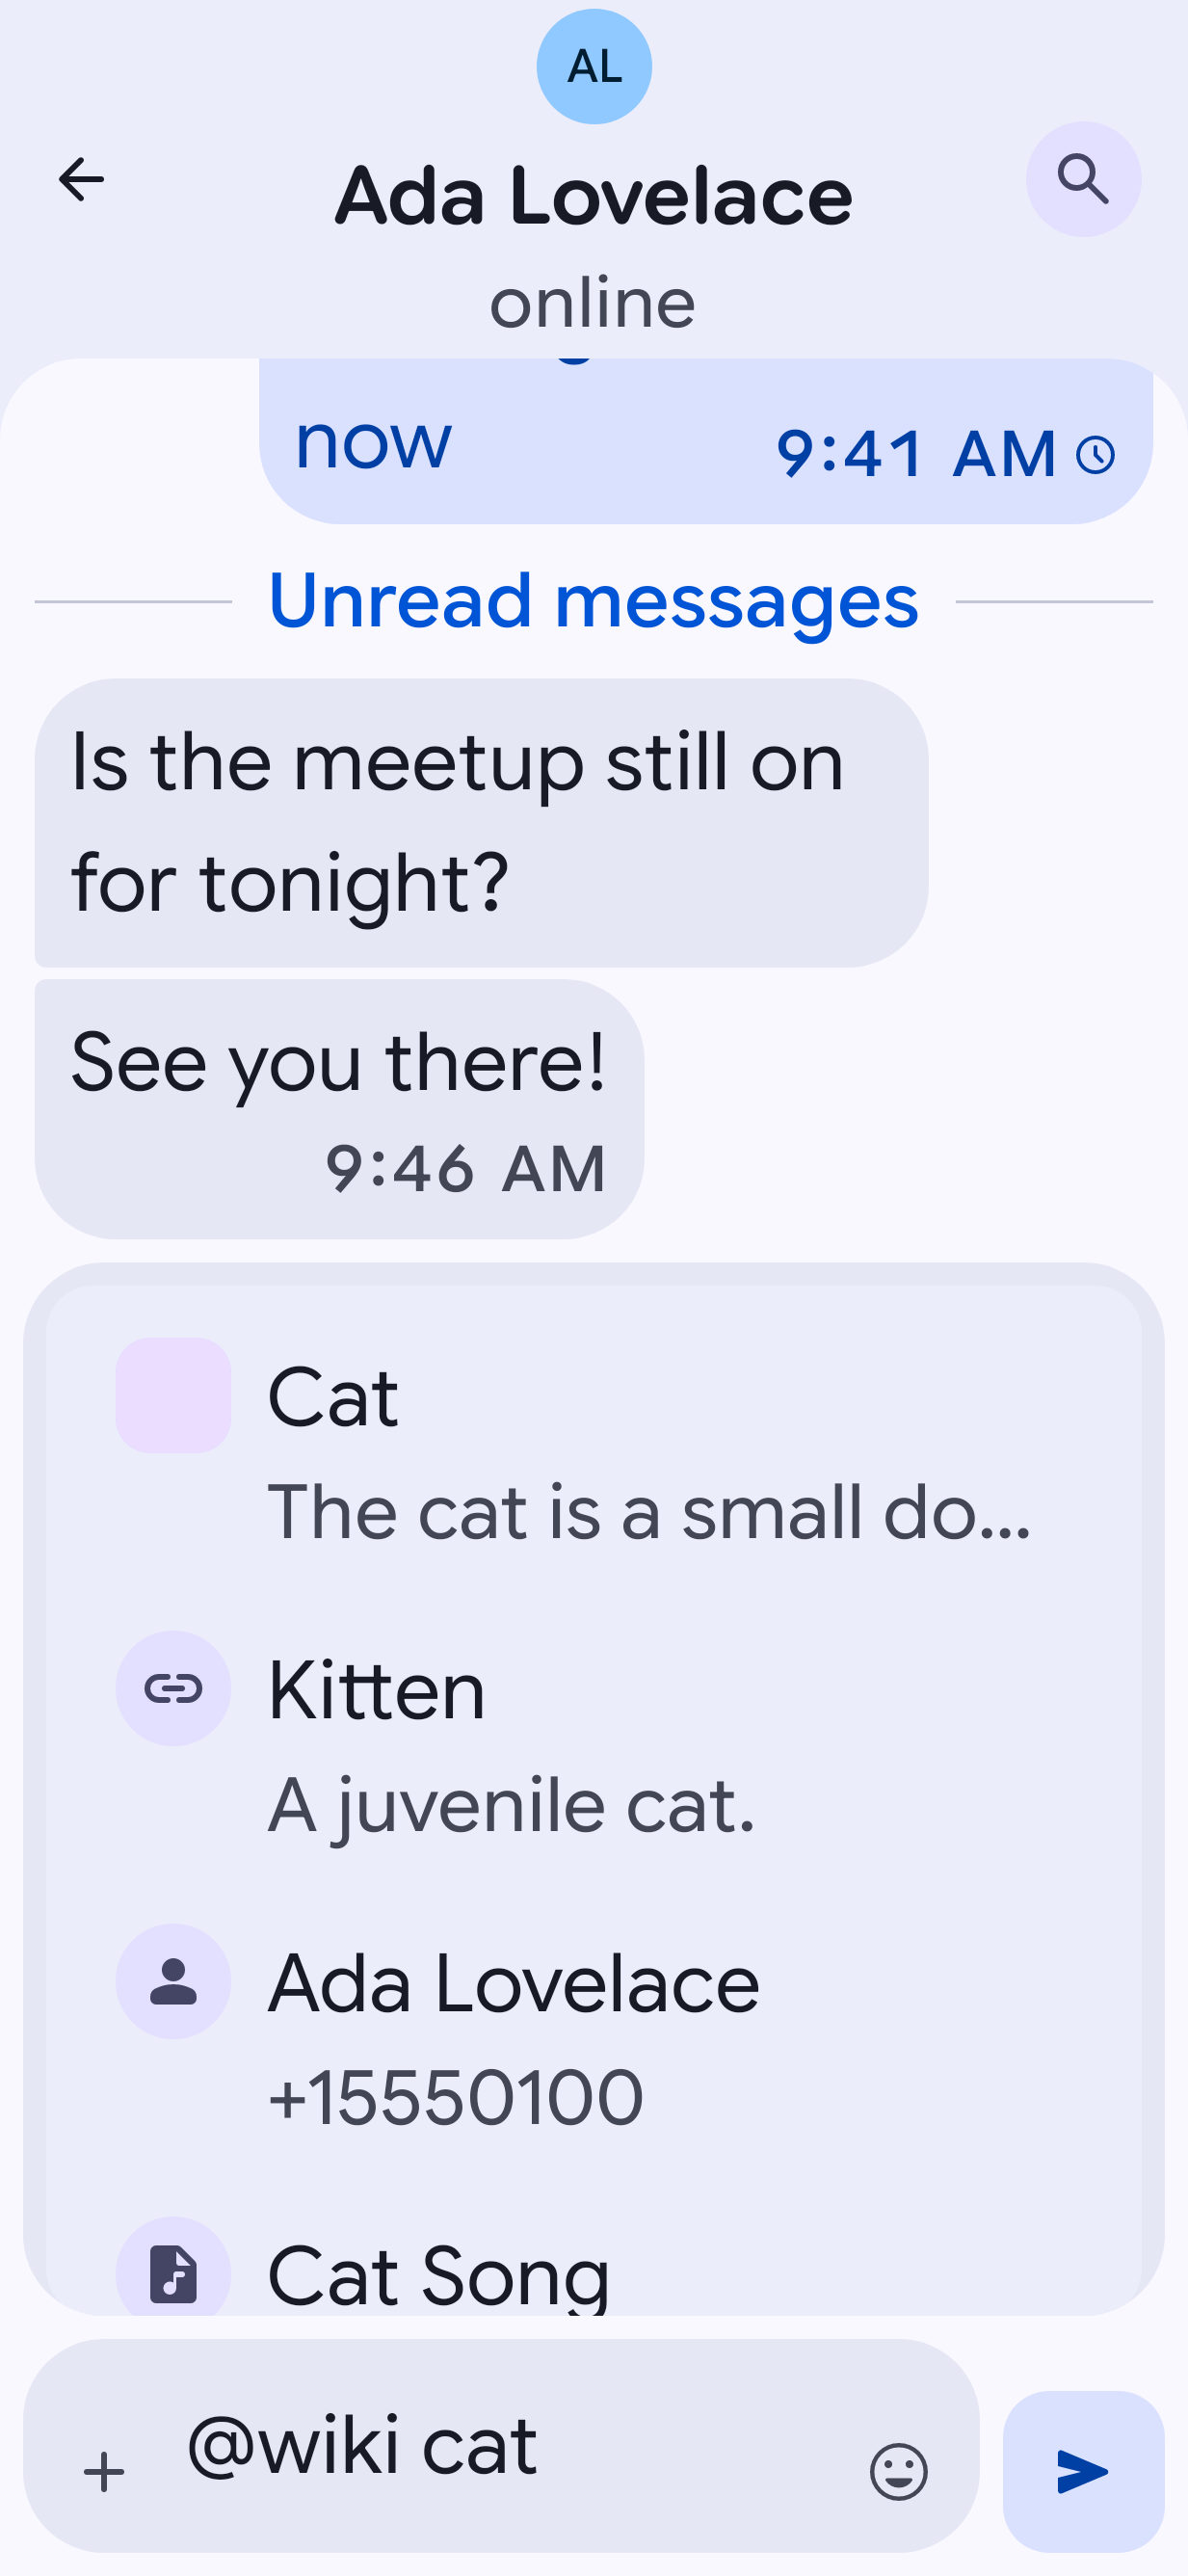 AL
Ada Lovelace
online
now
9:41 AM
Unread messages
Is the meetup still on
for tonight?
See you there!
9:46 AM
Cat
The cat is a small do...
Kitten
A juvenile cat.
Ada Lovelace
+15550100
Cat Song
@wiki cat